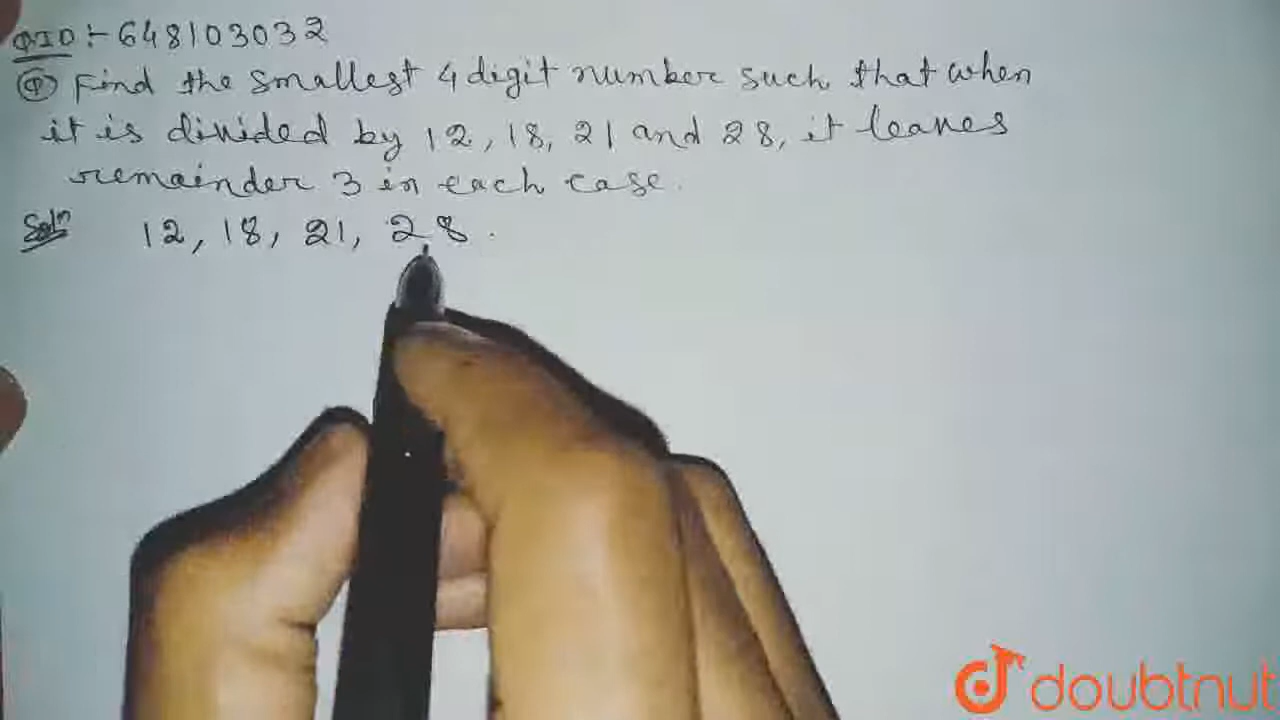 QID :- 648103032
Q Find the smallest 4 digit number such that when
it is divided by 12, 18, 21 and 28, it leaves
remainder 3 in each case.
Soln 12, 18, 21, 28.
doubtnut